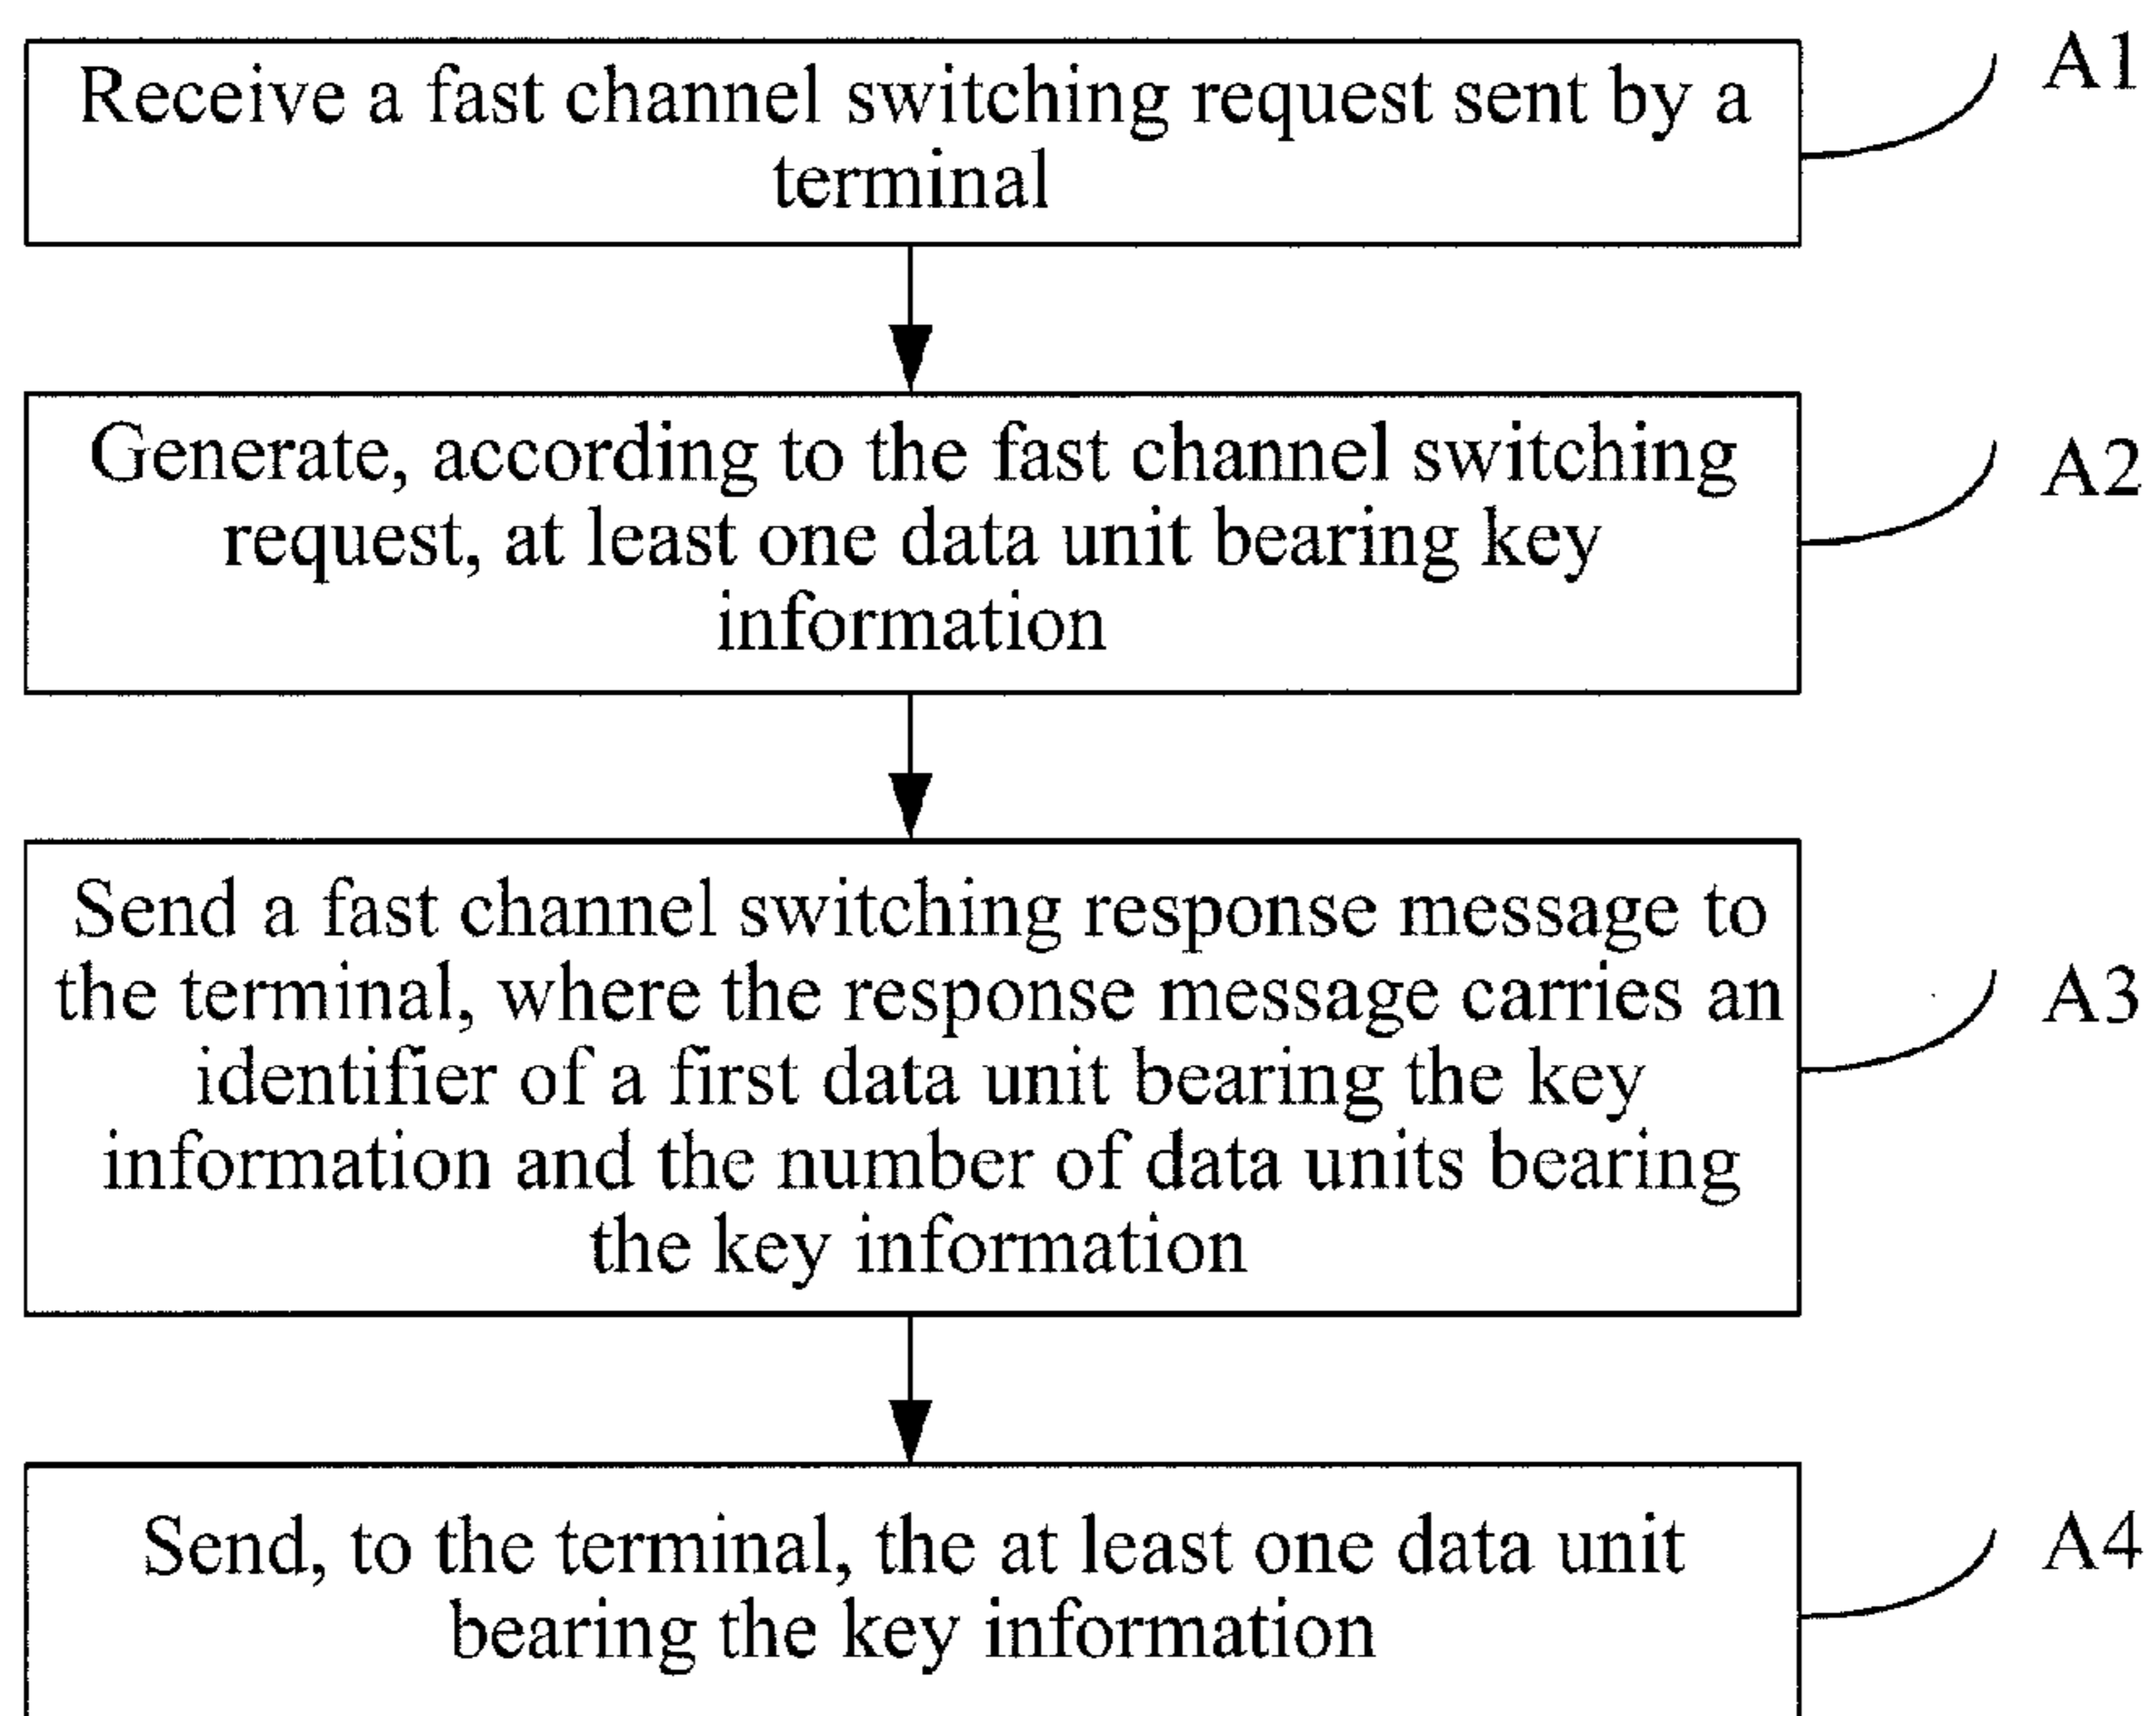 Receive a fast channel switching request sent by a
terminal
A1
Generate, according to the fast channel switching
request, at least one data unit bearing key
information
A2
Send a fast channel switching response message to
the terminal, where the response message carries an
identifier of a first data unit bearing the key
information and the number of data units bearing
the key information
A3
Send, to the terminal, the at least one data unit
bearing the key information
A4